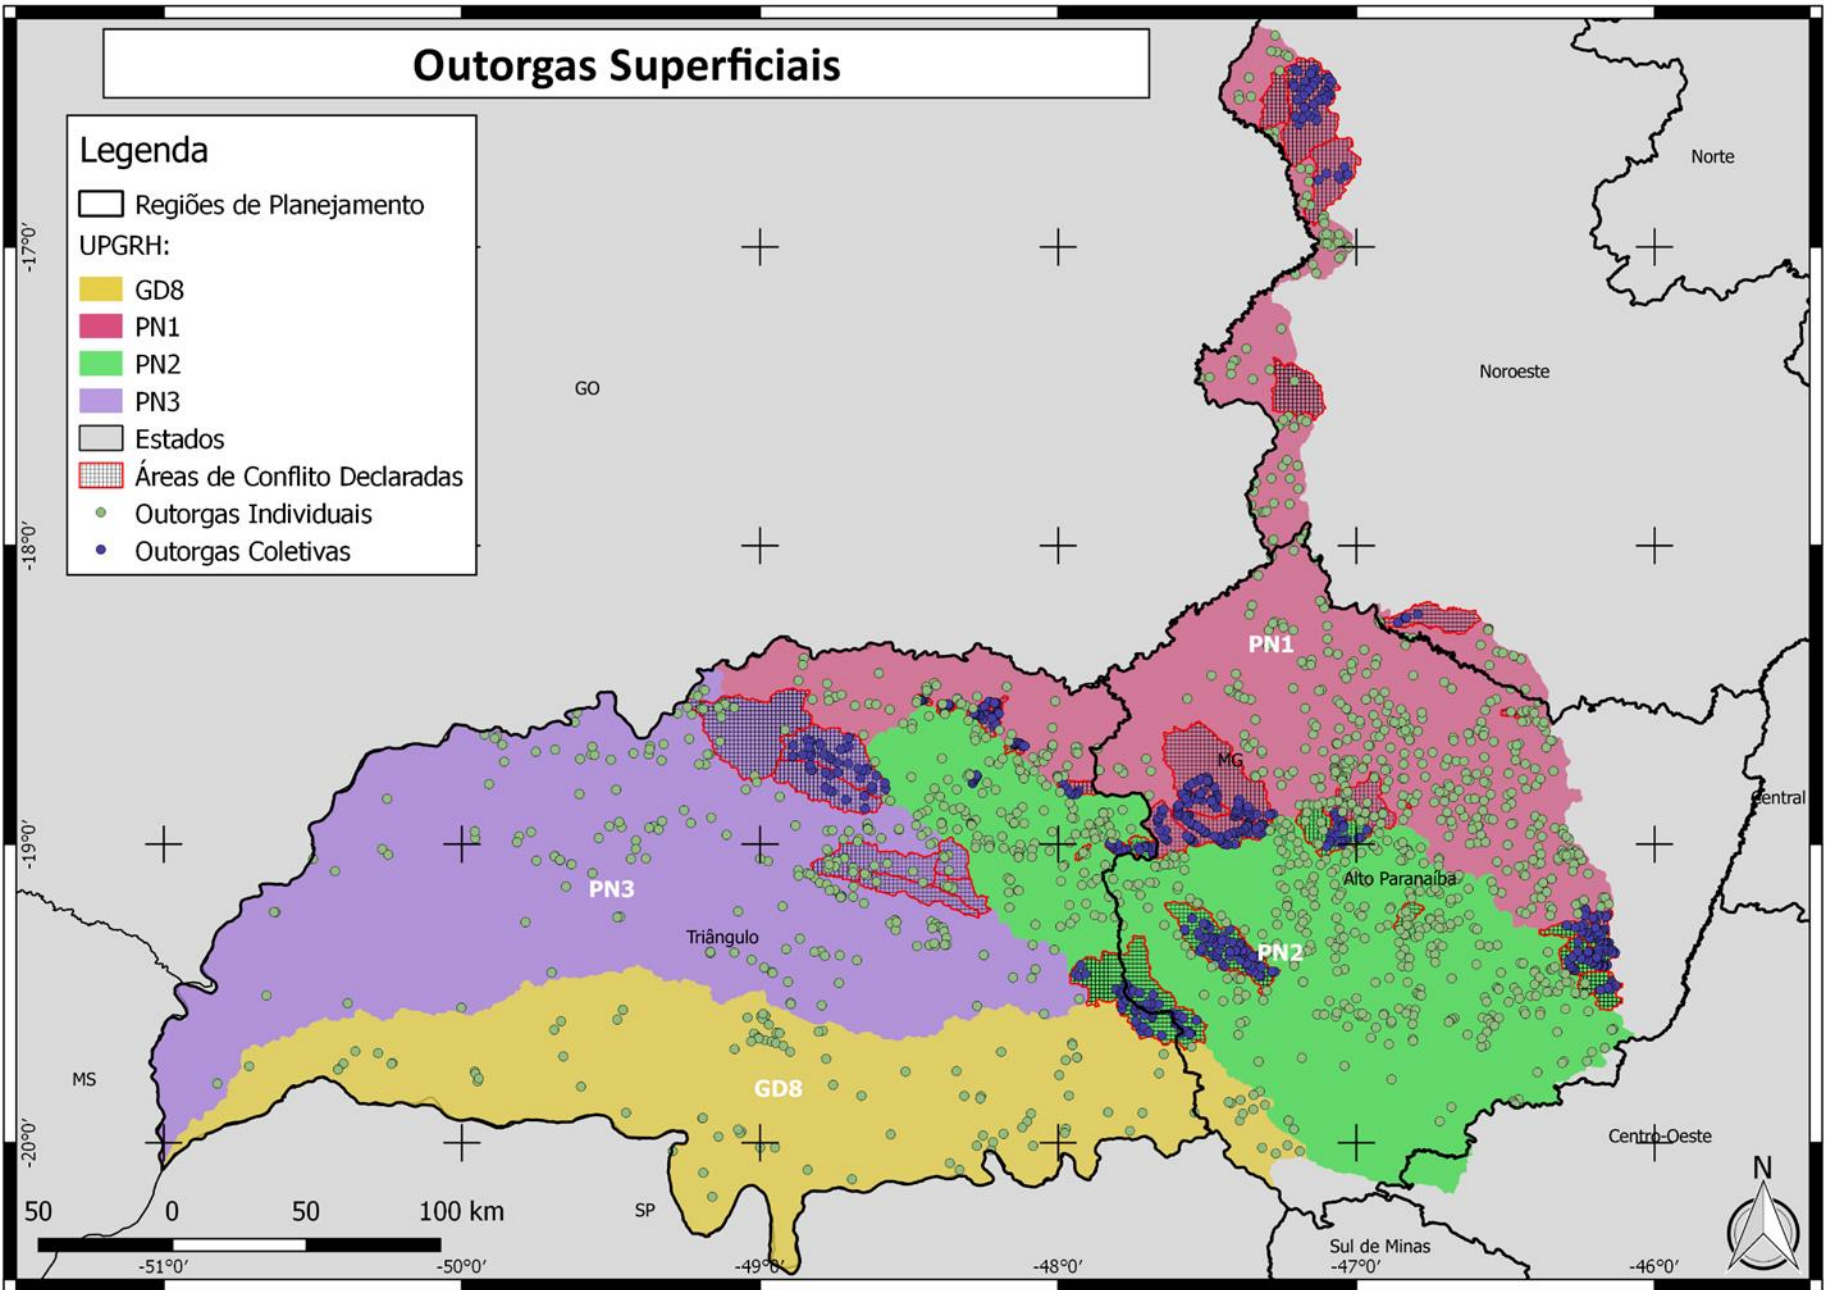 Outorgas Superficiais
Legenda
Regiões de Planejamento
UPGRH:
GD8
PN1
PN2
PN3
Estados
Áreas de Conflito Declaradas
Outorgas Individuais
Outorgas Coletivas
Norte
Noroeste
GO
PN1
MG
Central
Alto Paranaíba
PN3
Triângulo
PN2
MS
GD8
Centro-Oeste
SP
Sul de Minas
N
50 0 50 100 km
-17°0'
-18°0'
-19°0'
-20°0'
-51°0' -50°0' -49°0' -48°0' -47°0' -46°0'